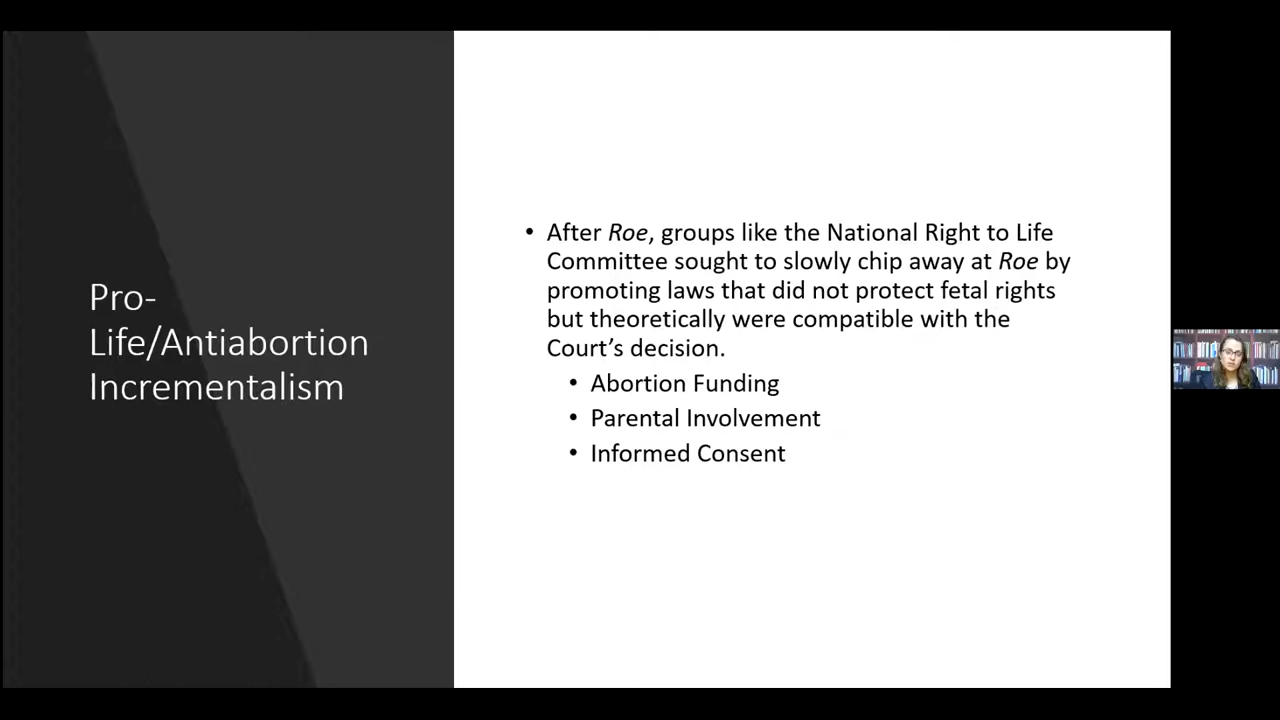 Pro-
Life/Antiabortion
Incrementalism
• After Roe, groups like the National Right to Life
Committee sought to slowly chip away at Roe by
promoting laws that did not protect fetal rights
but theoretically were compatible with the
Court’s decision.
• Abortion Funding
• Parental Involvement
• Informed Consent